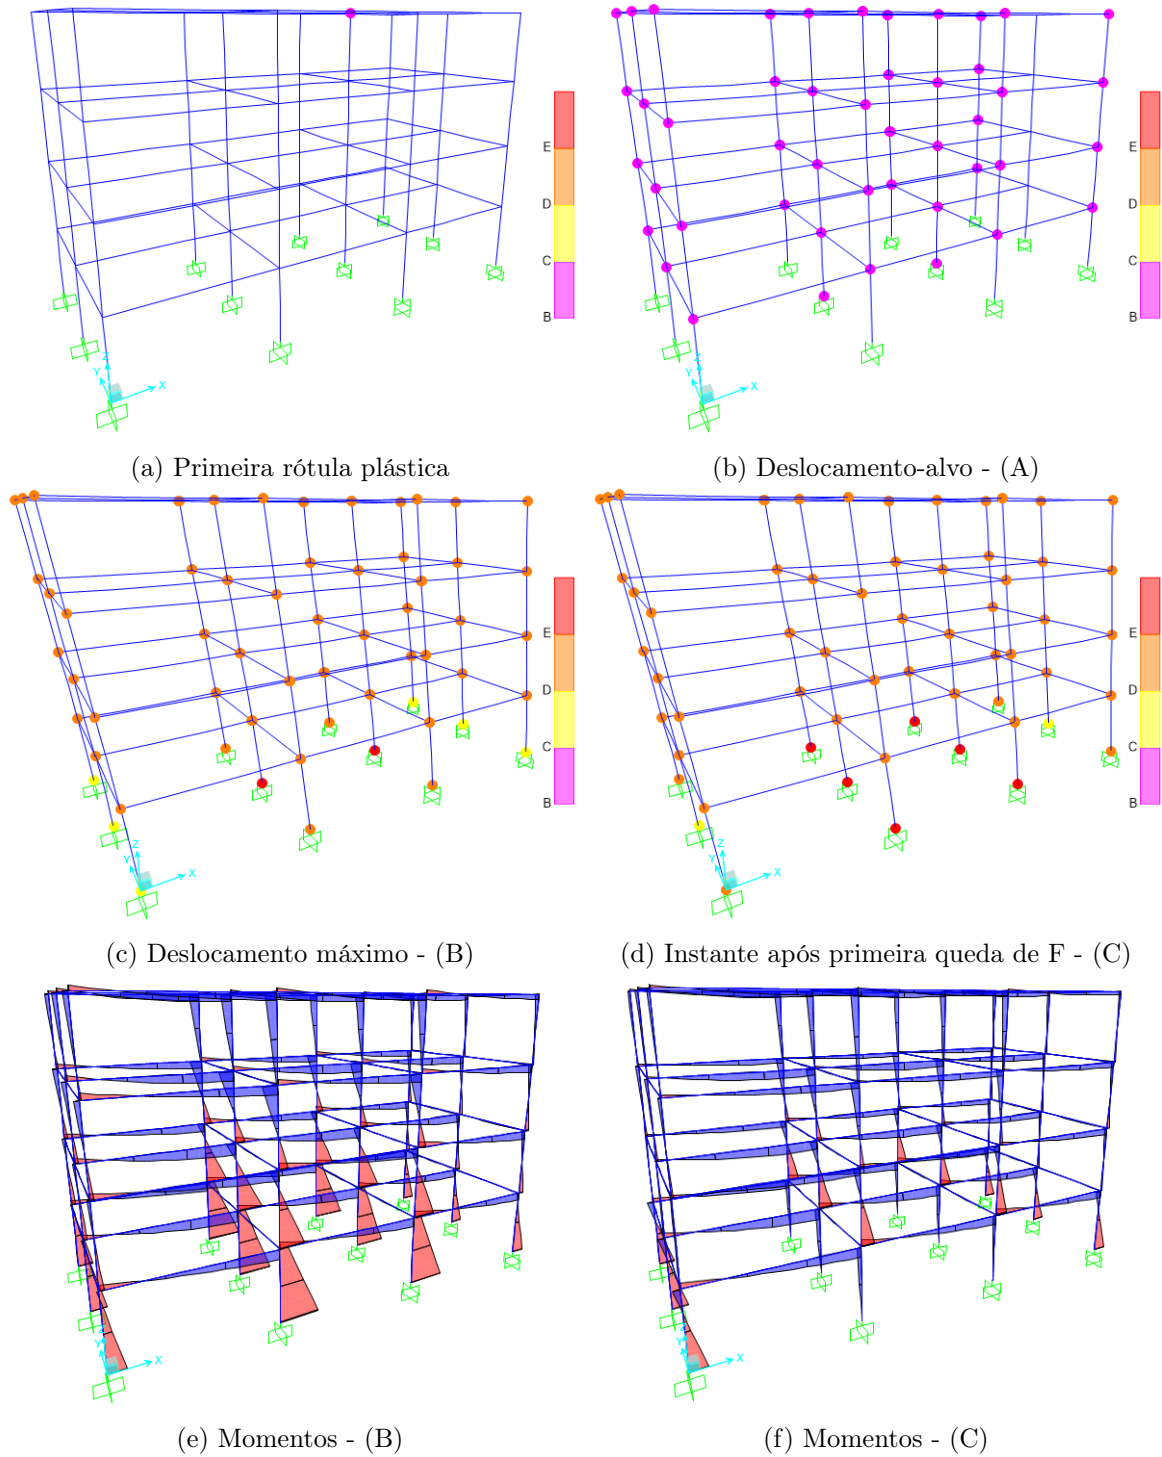 E
D
C
B
Z
Y
X
(a) Primeira rótula plástica
E
D
C
B
Z
Y
X
(b) Deslocamento-alvo - (A)
E
D
C
B
Z
Y
X
(c) Deslocamento máximo - (B)
E
D
C
B
Z
Y
X
(d) Instante após primeira queda de F - (C)
Z
Y
X
(e) Momentos - (B)
Z
Y
X
(f) Momentos - (C)